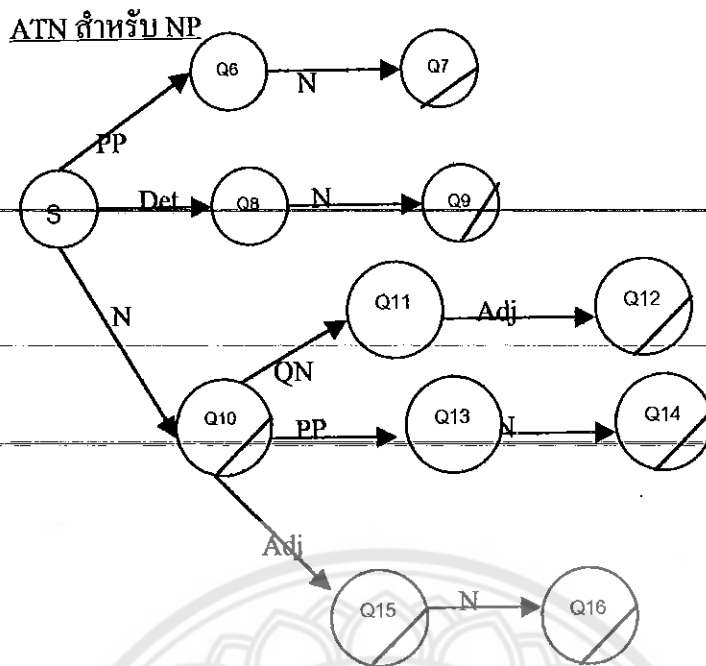 ATN สำหรับ NP
Q6
N
Q7
PP
S
Det
Q8
N
Q9
N
Q11
Adj
Q12
QN
Q10
PP
Q13
N
Q14
Adj
Q15
N
Q16